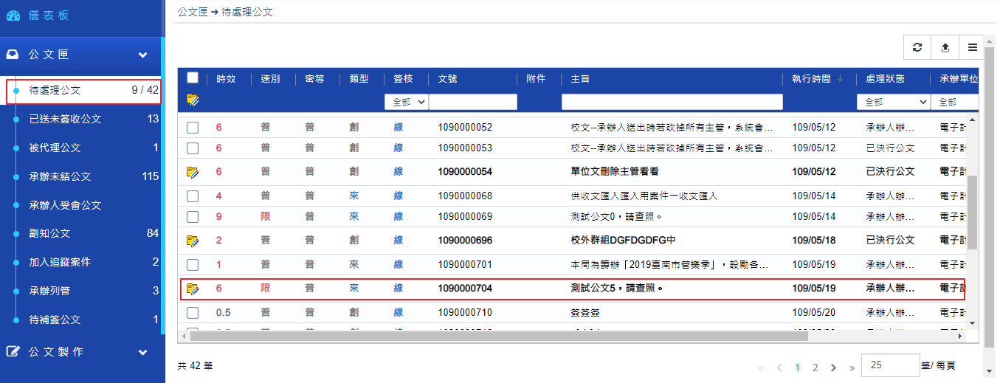 儀表板
公文匣
待處理公文 9 / 42
已送未簽收公文 13
被代理公文 1
承辦未結公文 115
承辦人受會公文
副知公文 84
加入追蹤案件 2
承辦列管 3
待補簽公文 1
公文製作
公文匣 ➔ 待處理公文
時效 速別 密等 類型 簽核 文號 附件 主旨 執行時間 ↓ 處理狀態 承辦單位
全部 全部 全部
6 普 普 創 線 1090000052 校文--承辦人送出時若砍掉所有主管，系統會... 109/05/12 承辦人辦... 電子計
6 普 普 創 線 1090000053 校文--承辦人送出時若砍掉所有主管，系統會... 109/05/12 已決行公文 電子計
6 普 普 創 線 1090000054 單位文刪除主管看看 109/05/12 已決行公文 電子計
4 普 普 來 線 1090000068 供收文匯入匯入用案件一收文匯入 109/05/14 承辦人辦... 電子計
9 限 普 來 線 1090000069 測試公文0，請查照。 109/05/14 承辦人辦... 電子計
2 普 普 創 線 1090000696 校外群組DGFDGDFG中 109/05/18 已決行公文 電子計
1 普 普 來 線 1090000701 本局為籌辦「2019臺南市管樂季」，設勵各... 109/05/19 承辦人辦... 電子計
6 限 普 來 線 1090000704 測試公文5，請查照。 109/05/19 承辦人辦... 電子計
0.5 普 普 創 線 1090000710 簽簽簽 109/05/20 承辦人辦... 電子計
共 42 筆
« ‹ 1 2 › » 25 筆/ 每頁